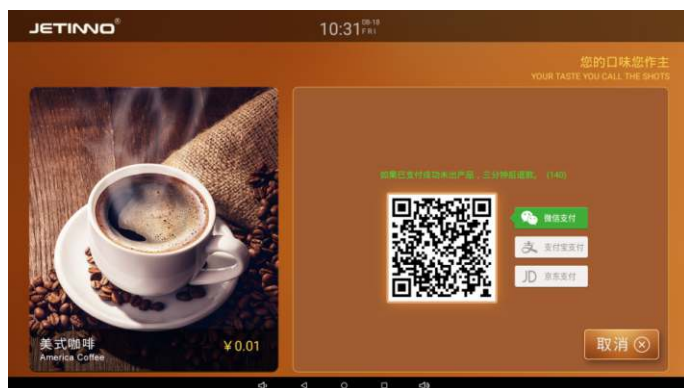 JETINNO®
10:31 08-18 FRI
您的口味您作主
YOUR TASTE YOU CALL THE SHOTS
如果已支付成功未出产品，三分钟后退款。 (140)
微信支付
支 支付宝支付
JD 京东支付
美式咖啡
America Coffee
￥0.01
取消